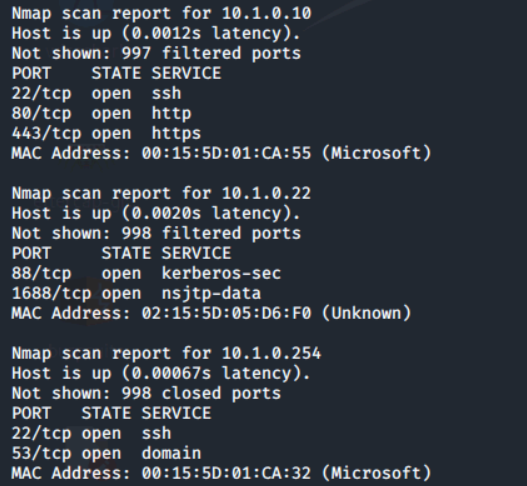 Nmap scan report for 10.1.0.10
Host is up (0.0012s latency).
Not shown: 997 filtered ports
PORT    STATE SERVICE
22/tcp  open  ssh
80/tcp  open  http
443/tcp open  https
MAC Address: 00:15:5D:01:CA:55 (Microsoft)

Nmap scan report for 10.1.0.22
Host is up (0.0020s latency).
Not shown: 998 filtered ports
PORT     STATE SERVICE
88/tcp   open  kerberos-sec
1688/tcp open  nsjtp-data
MAC Address: 02:15:5D:05:D6:F0 (Unknown)

Nmap scan report for 10.1.0.254
Host is up (0.00067s latency).
Not shown: 998 closed ports
PORT   STATE SERVICE
22/tcp open  ssh
53/tcp open  domain
MAC Address: 00:15:5D:01:CA:32 (Microsoft)